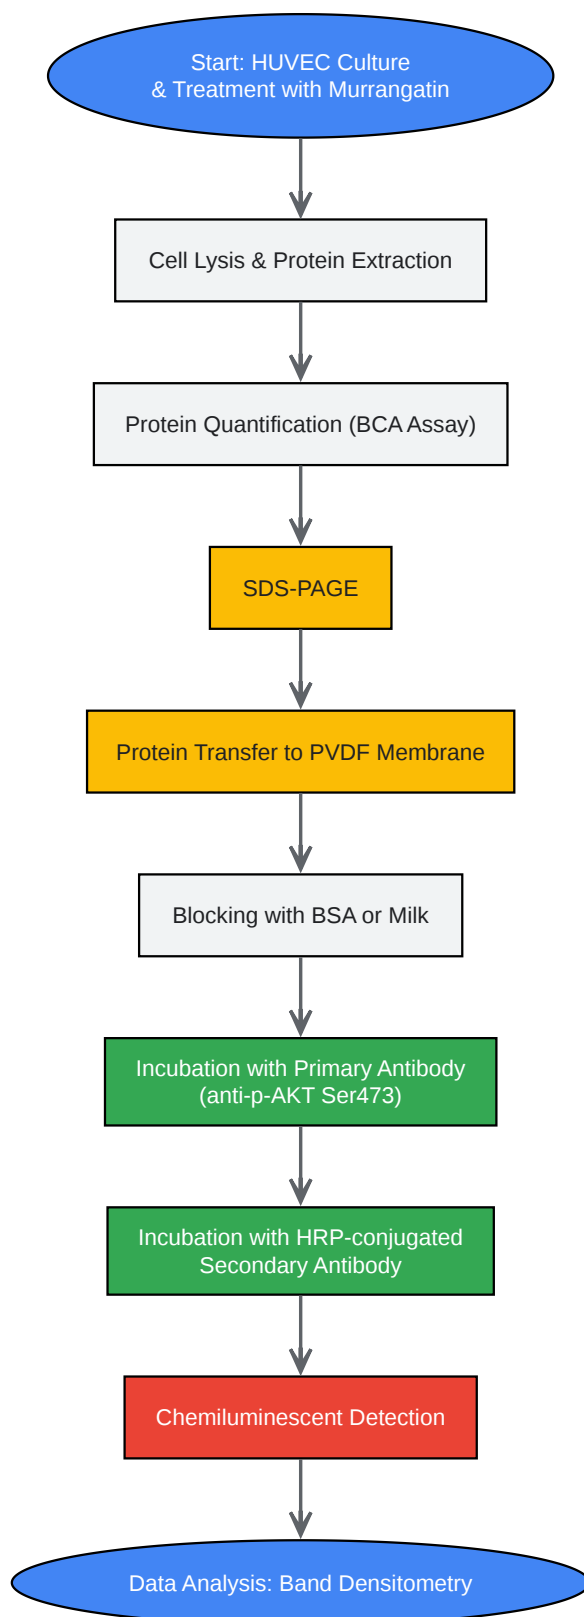 Start: HUVEC Culture
& Treatment with Murrangatin
Cell Lysis & Protein Extraction
Protein Quantification (BCA Assay)
SDS-PAGE
Protein Transfer to PVDF Membrane
Blocking with BSA or Milk
Incubation with Primary Antibody
(anti-p-AKT Ser473)
Incubation with HRP-conjugated
Secondary Antibody
Chemiluminescent Detection
Data Analysis: Band Densitometry